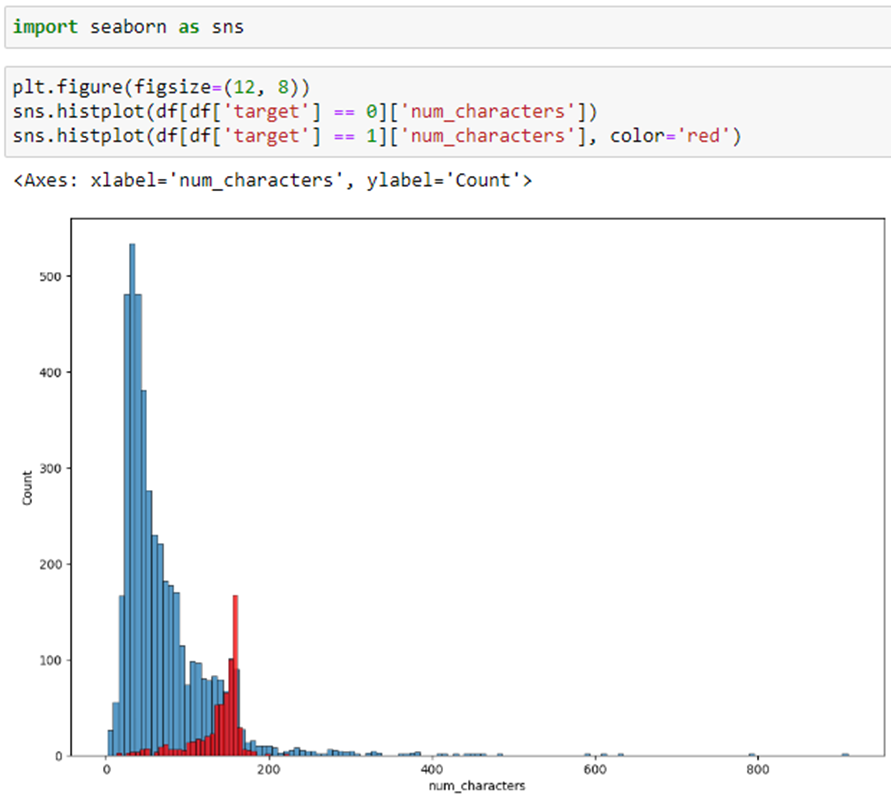 import seaborn as sns
plt.figure(figsize=(12, 8))
sns.histplot(df[df['target'] == 0]['num_characters'])
sns.histplot(df[df['target'] == 1]['num_characters'], color='red')
<Axes: xlabel='num_characters', ylabel='Count'>
500
400
300
200
100
0
Count
0 200 400 600 800
num_characters